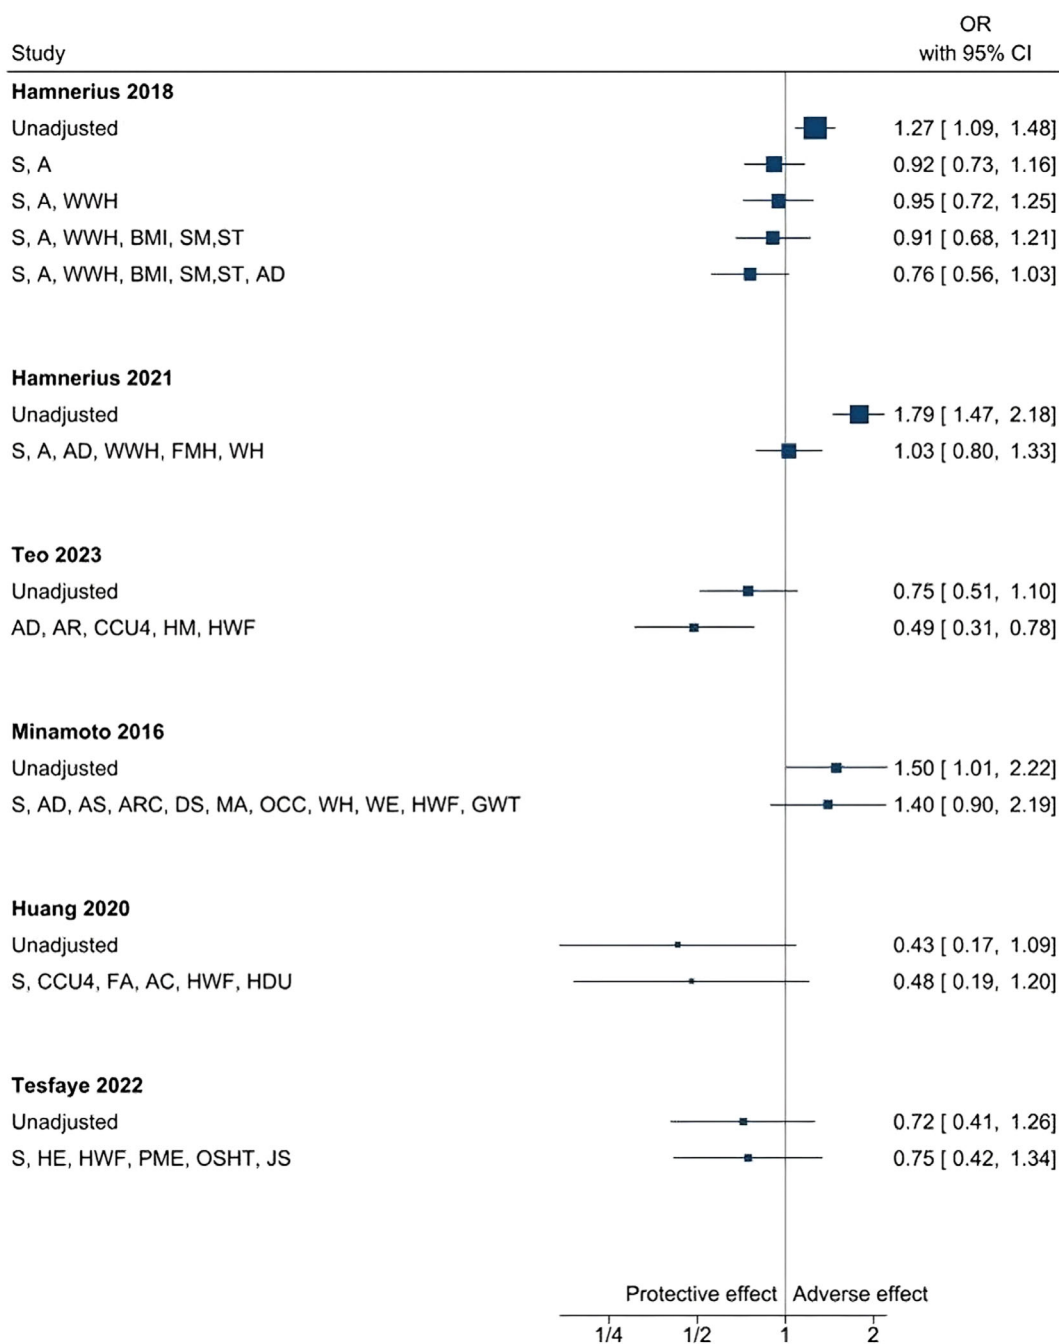 OR
Study with 95% CI
Hamnerius 2018
Unadjusted 1.27 [ 1.09, 1.48]
S, A 0.92 [ 0.73, 1.16]
S, A, WWH 0.95 [ 0.72, 1.25]
S, A, WWH, BMI, SM,ST 0.91 [ 0.68, 1.21]
S, A, WWH, BMI, SM,ST, AD 0.76 [ 0.56, 1.03]
Hamnerius 2021
Unadjusted 1.79 [ 1.47, 2.18]
S, A, AD, WWH, FMH, WH 1.03 [ 0.80, 1.33]
Teo 2023
Unadjusted 0.75 [ 0.51, 1.10]
AD, AR, CCU4, HM, HWF 0.49 [ 0.31, 0.78]
Minamoto 2016
Unadjusted 1.50 [ 1.01, 2.22]
S, AD, AS, ARC, DS, MA, OCC, WH, WE, HWF, GWT 1.40 [ 0.90, 2.19]
Huang 2020
Unadjusted 0.43 [ 0.17, 1.09]
S, CCU4, FA, AC, HWF, HDU 0.48 [ 0.19, 1.20]
Tesfaye 2022
Unadjusted 0.72 [ 0.41, 1.26]
S, HE, HWF, PME, OSHT, JS 0.75 [ 0.42, 1.34]
Protective effect Adverse effect
1/4 1/2 1 2